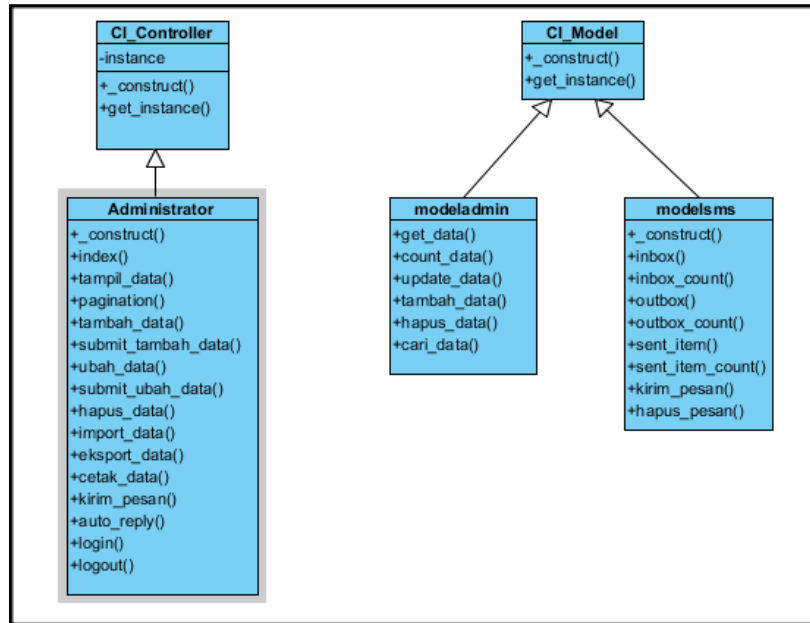 CI_Controller
-instance
+_construct()
+get_instance()
CI_Model
+_construct()
+get_instance()
Administrator
+_construct()
+index()
+tampil_data()
+pagination()
+tambah_data()
+submit_tambah_data()
+ubah_data()
+submit_ubah_data()
+hapus_data()
+import_data()
+eksport_data()
+cetak_data()
+kirim_pesan()
+auto_reply()
+login()
+logout()
modeladmin
+get_data()
+count_data()
+update_data()
+tambah_data()
+hapus_data()
+cari_data()
modelsms
+_construct()
+inbox()
+inbox_count()
+outbox()
+outbox_count()
+sent_item()
+sent_item_count()
+kirim_pesan()
+hapus_pesan()